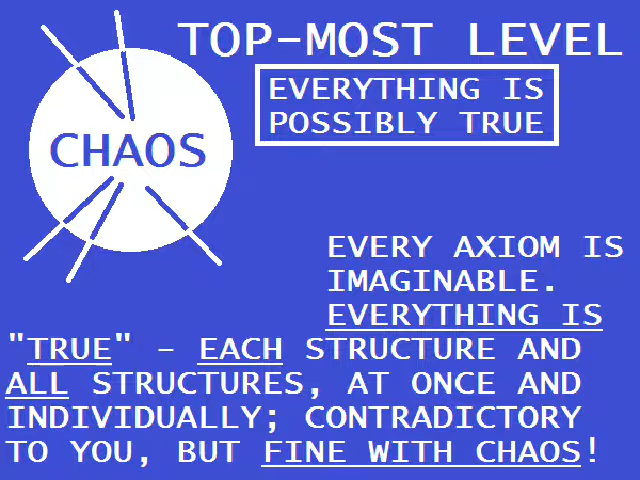 TOP-MOST LEVEL
EVERYTHING IS
POSSIBLY TRUE
CHAOS
EVERY AXIOM IS
IMAGINABLE.
EVERYTHING IS
"TRUE" - EACH STRUCTURE AND
ALL STRUCTURES, AT ONCE AND
INDIVIDUALLY; CONTRADICTORY
TO YOU, BUT FINE WITH CHAOS!